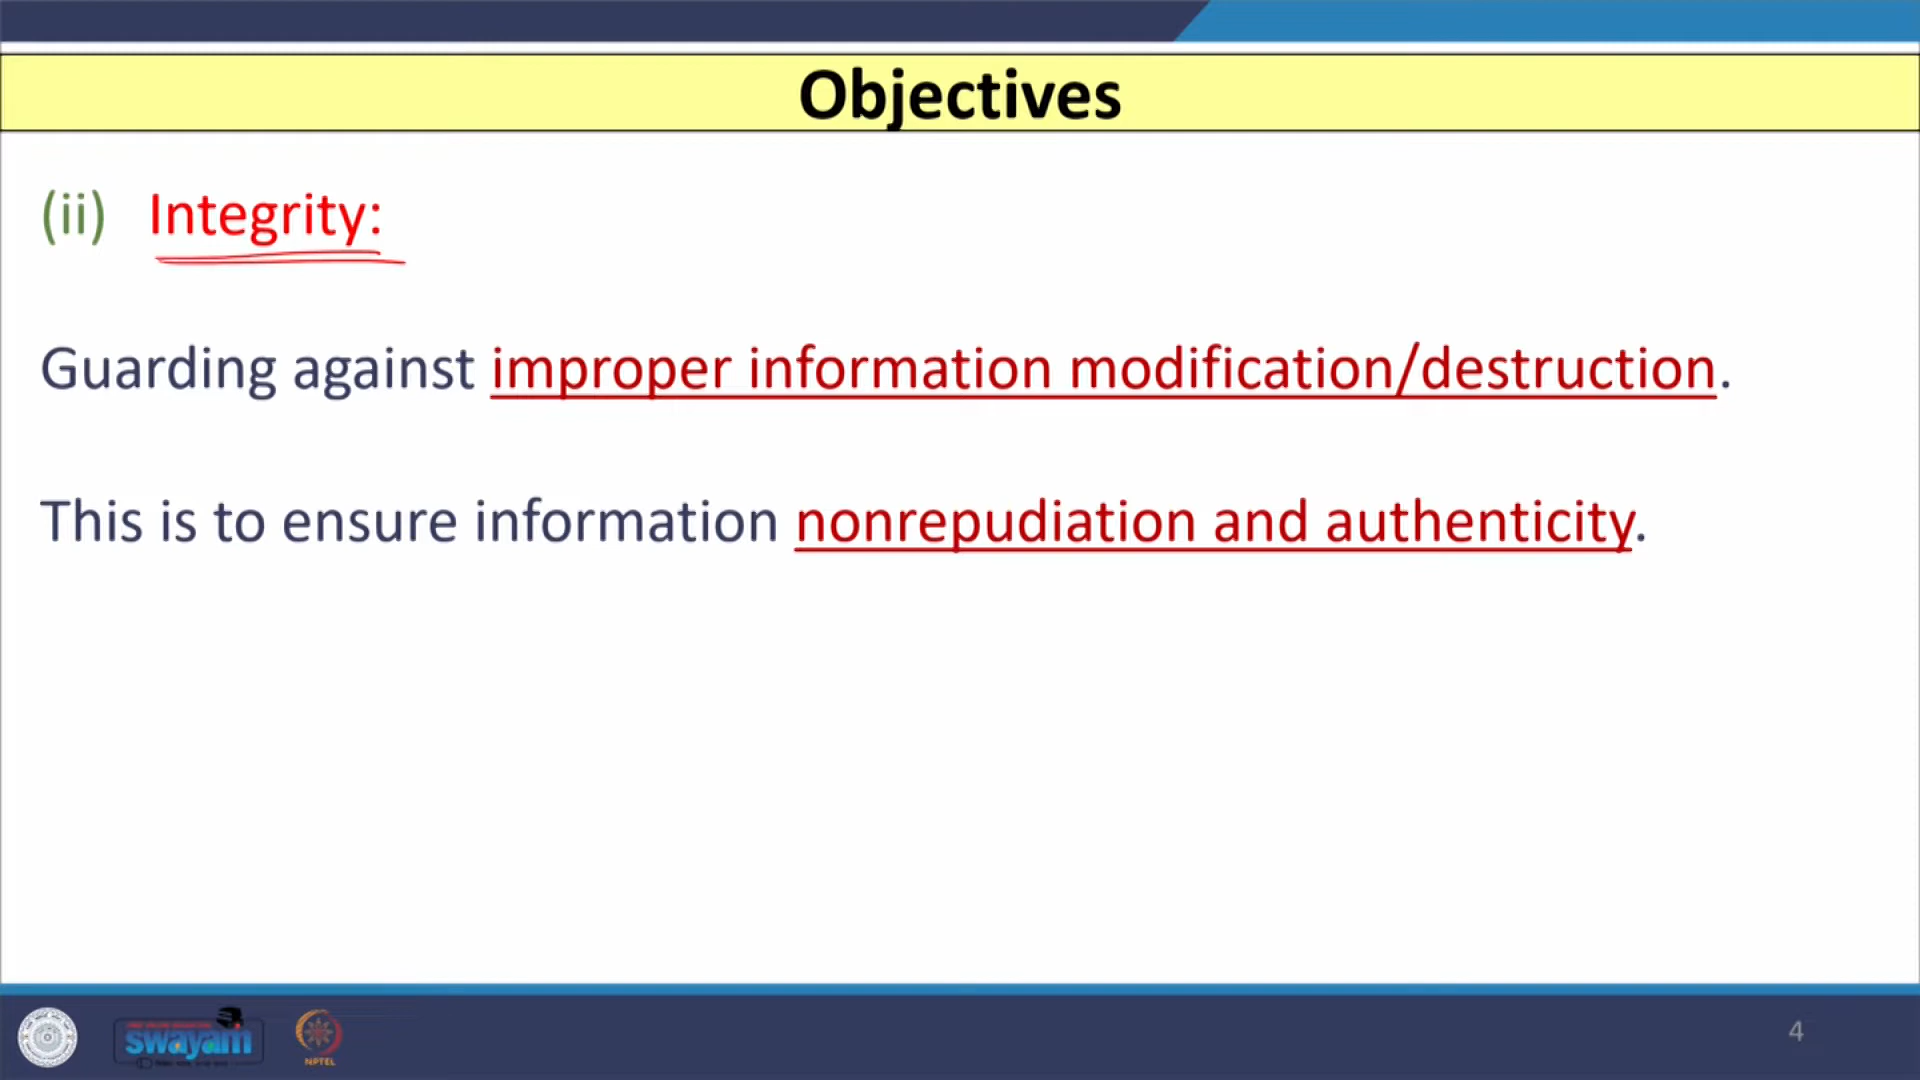 Objectives
(ii) Integrity:
Guarding against improper information modification/destruction.
This is to ensure information nonrepudiation and authenticity.
swayam
NPTEL
4